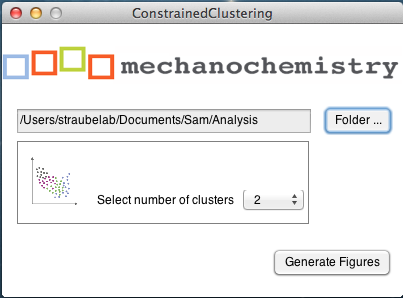 ConstrainedClustering
mechanochemistry
/Users/straubelab/Documents/Sam/Analysis
Folder ...
Select number of clusters
2
Generate Figures